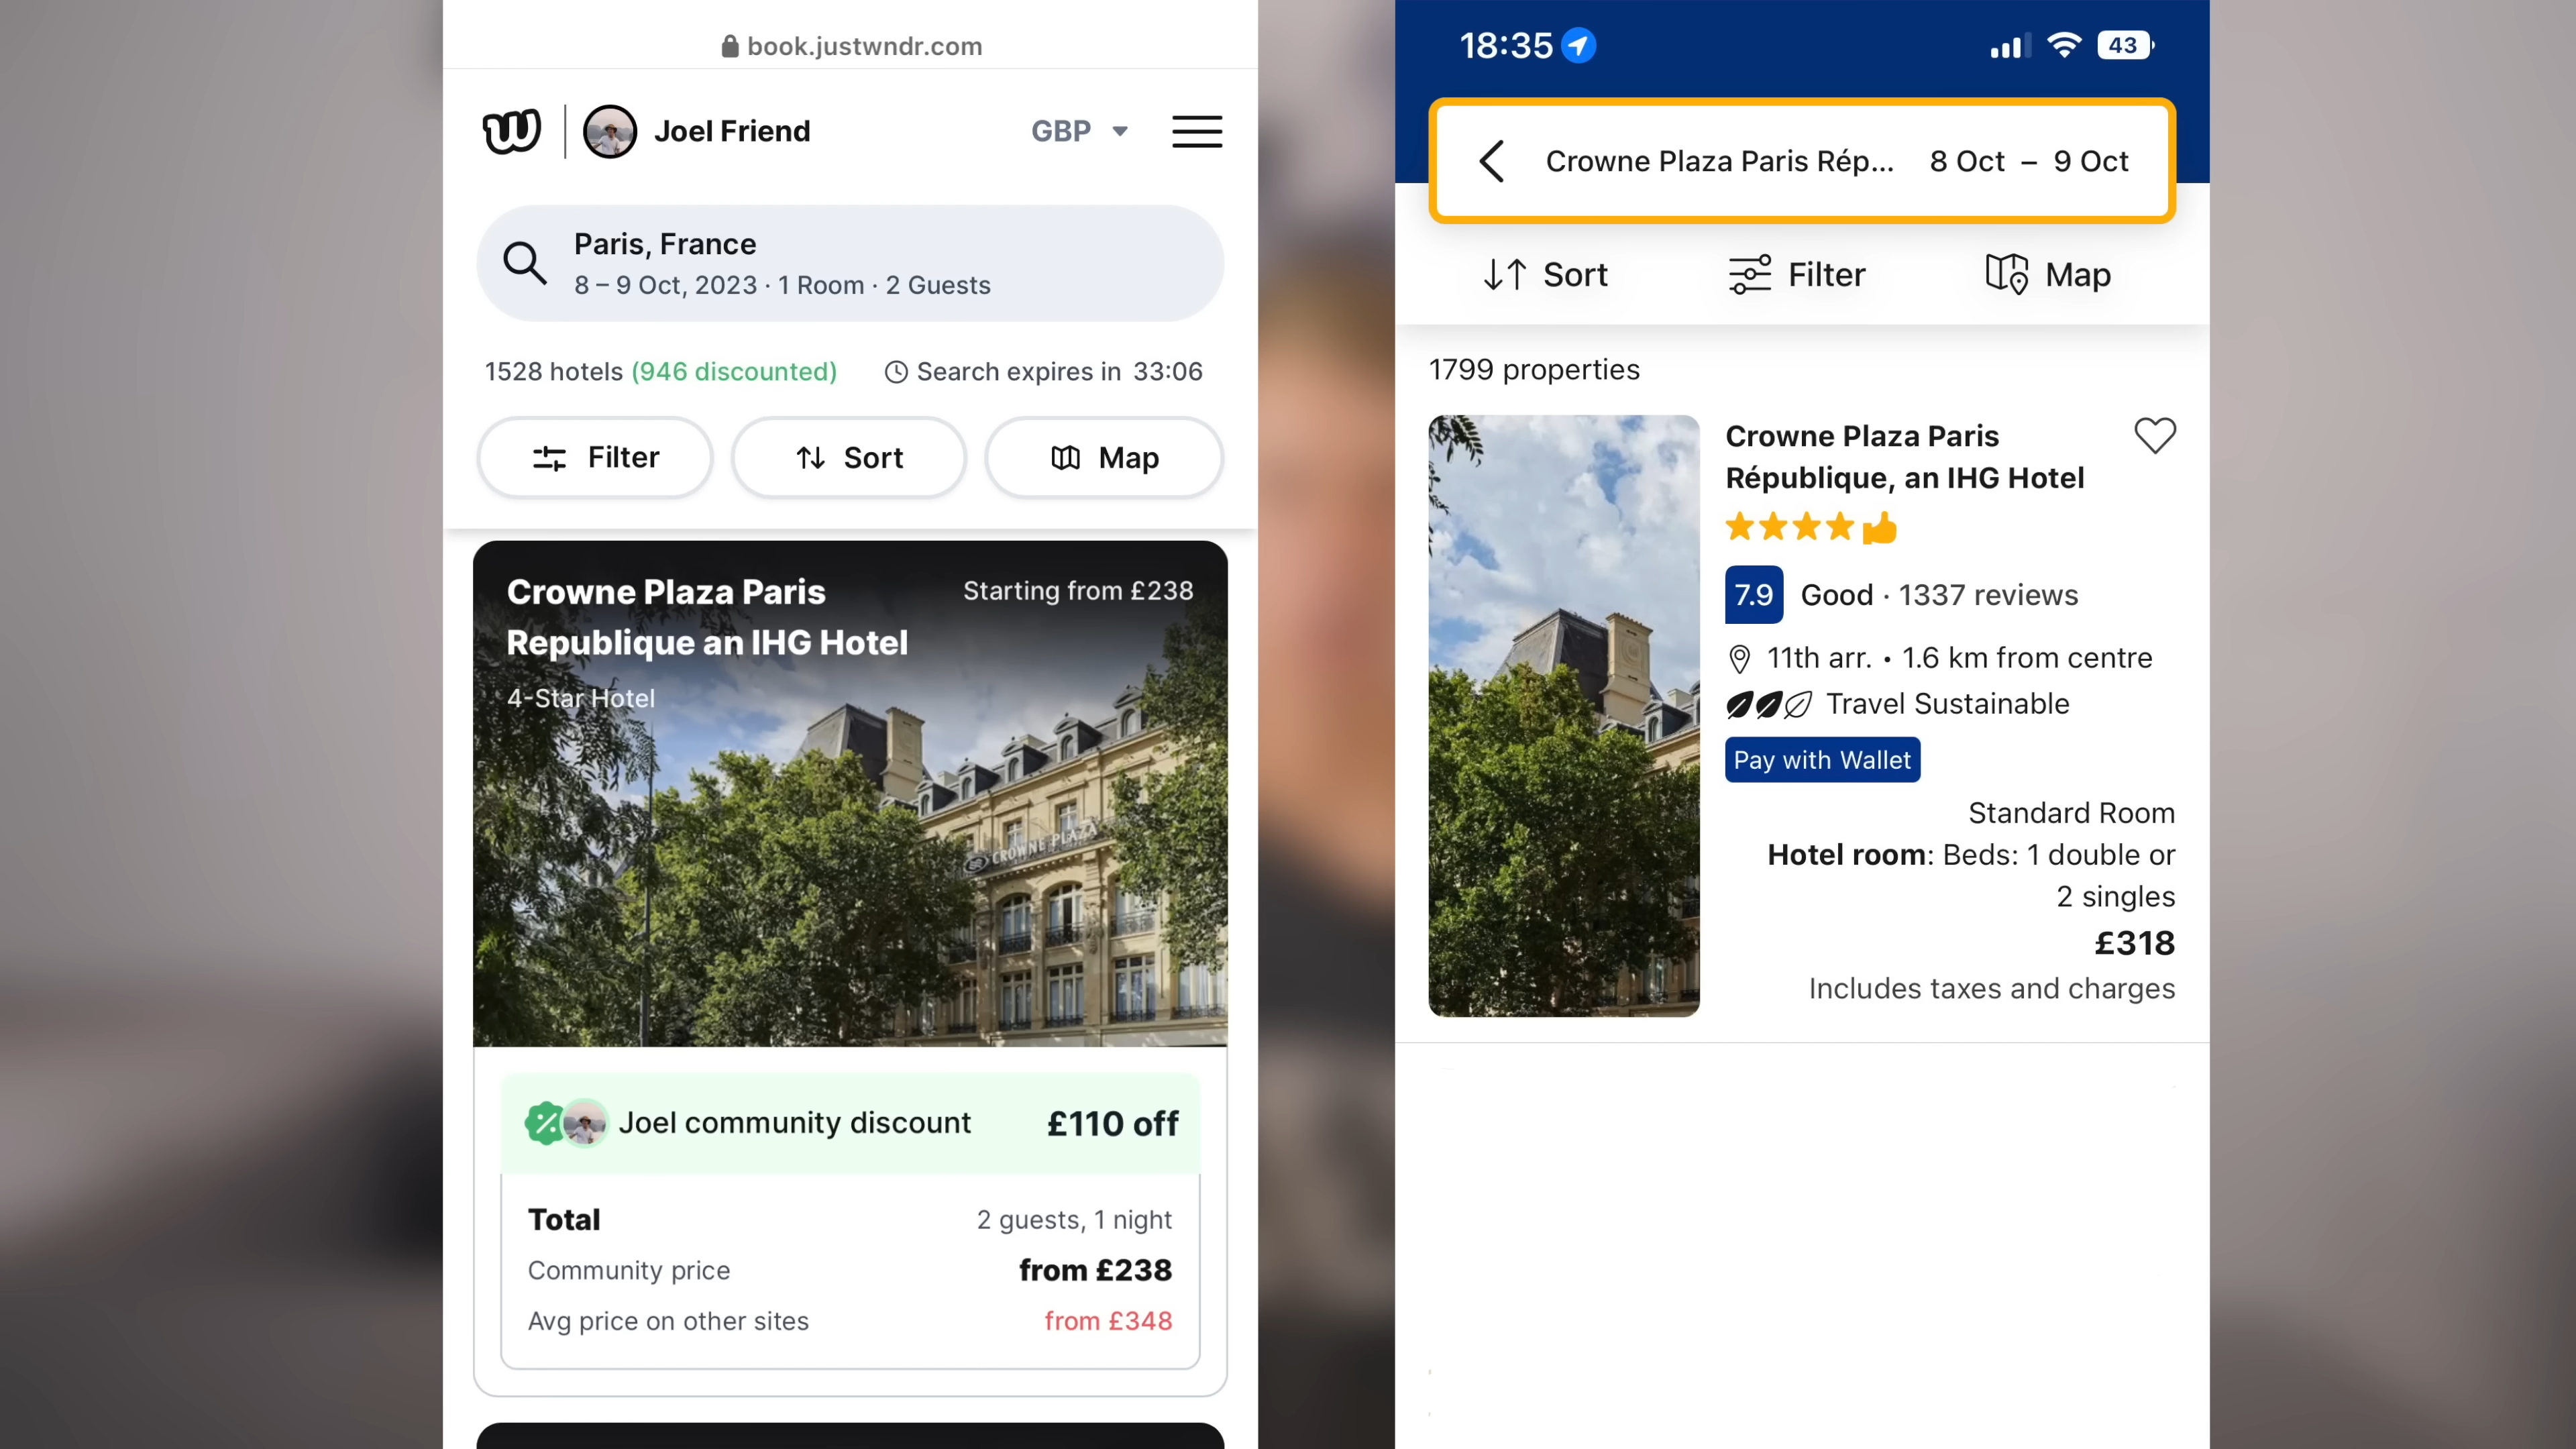 book.justwndr.com
w
Joel Friend
GBP
Paris, France
8 – 9 Oct, 2023 · 1 Room · 2 Guests
1528 hotels (946 discounted)
Search expires in 33:06
Filter
Sort
Map
Crowne Plaza Paris
Republique an IHG Hotel
Starting from £238
4-Star Hotel
CROWNE PLAZA
Joel community discount
£110 off
Total
2 guests, 1 night
Community price
from £238
Avg price on other sites
from £348
18:35
43
Crowne Plaza Paris Rép...
8 Oct – 9 Oct
Sort
Filter
Map
1799 properties
Crowne Plaza Paris
République, an IHG Hotel
7.9
Good · 1337 reviews
11th arr. • 1.6 km from centre
Travel Sustainable
Pay with Wallet
Standard Room
Hotel room: Beds: 1 double or
2 singles
£318
Includes taxes and charges